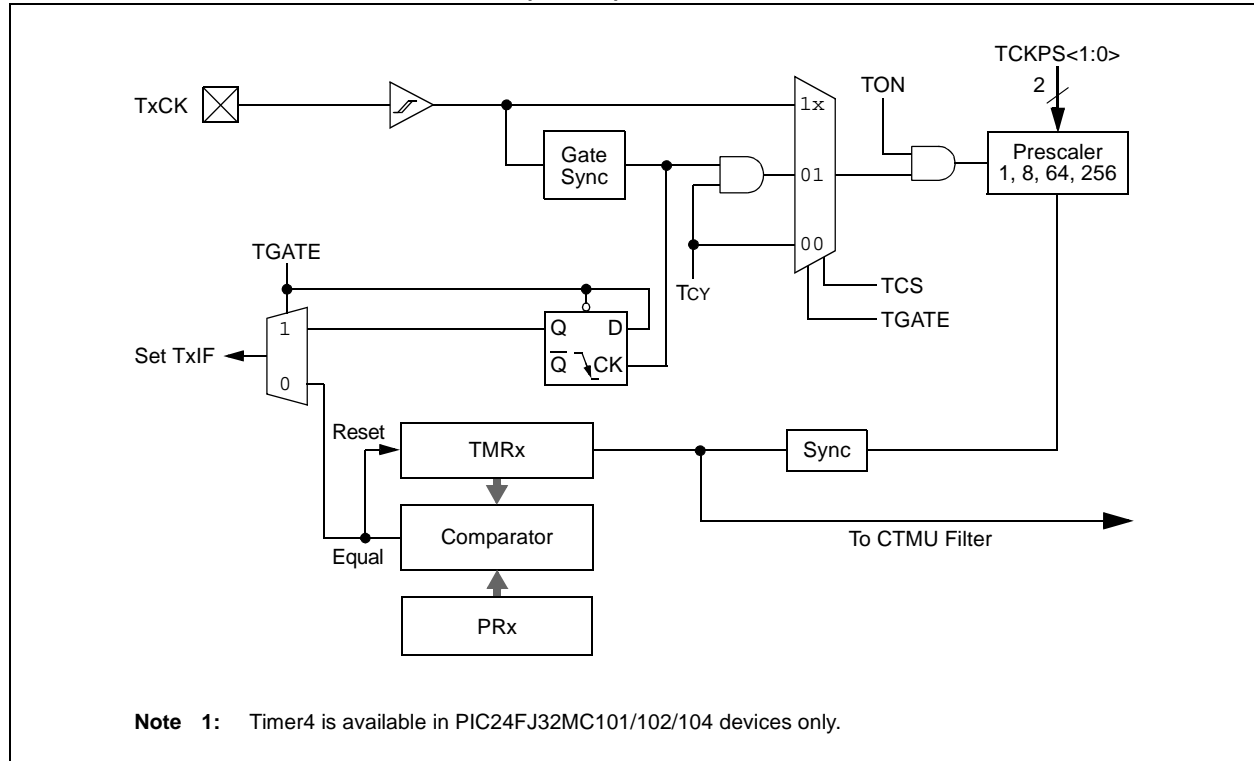 TCKPS<1:0>
2
TxCK
1x
TON
Prescaler
1, 8, 64, 256
Gate
Sync
01
00
TGATE
TCY
TCS
TGATE
1
Q D
Q CK
Set TxIF
0
Reset
TMRx
Sync
Comparator
Equal
To CTMU Filter
PRx
Note 1: Timer4 is available in PIC24FJ32MC101/102/104 devices only.